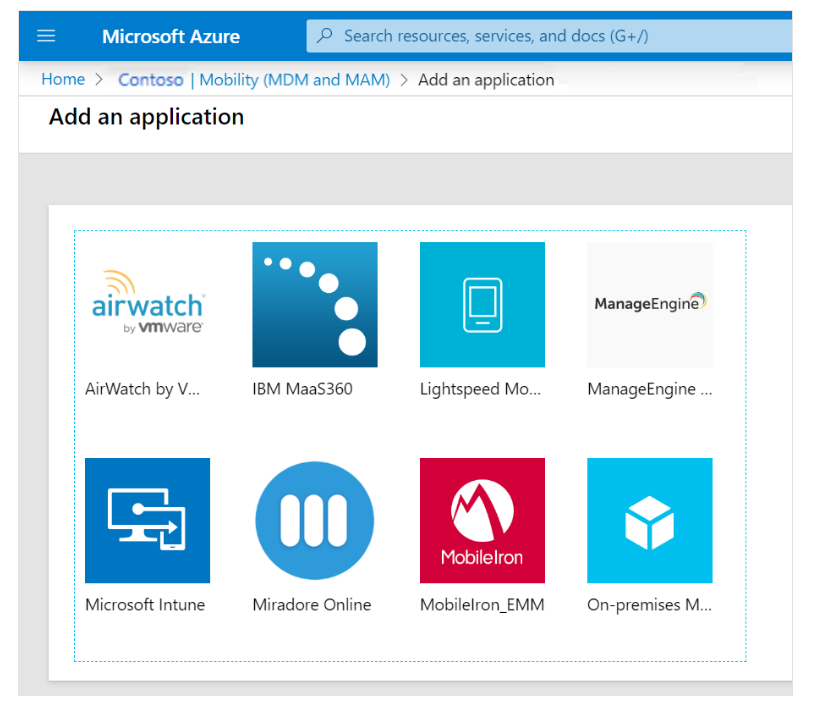 Microsoft Azure
Search resources, services, and docs (G+/)
Home > Contoso | Mobility (MDM and MAM) > Add an application
Add an application
airwatch
by vmware
ManageEngine
AirWatch by V...
IBM MaaS360
Lightspeed Mo...
ManageEngine ...
MobileIron
Microsoft Intune
Miradore Online
MobileIron_EMM
On-premises M...